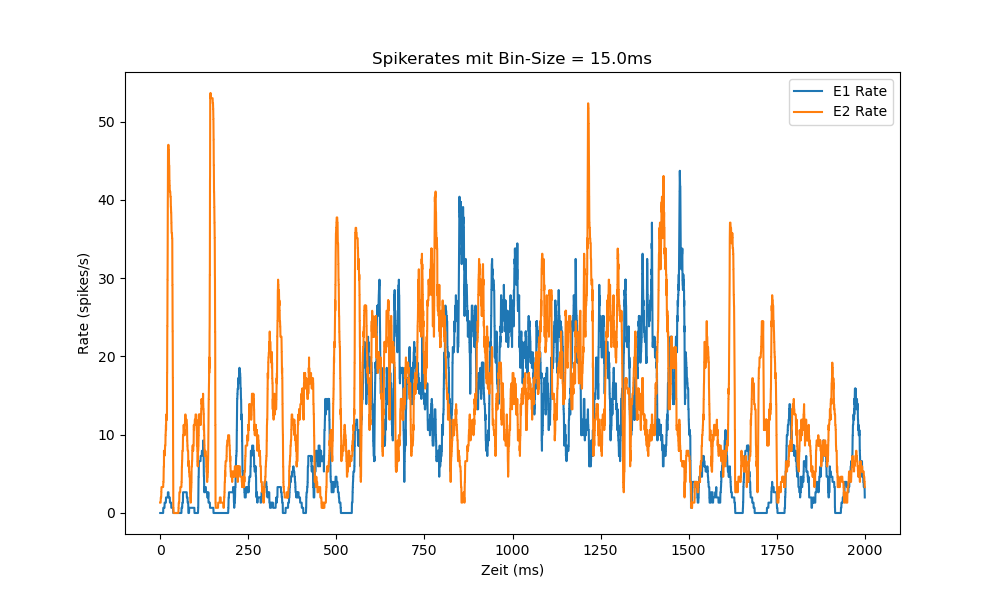 Spikerates mit Bin-Size = 15.0ms
E1 Rate
E2 Rate
Rate (spikes/s)
50
40
30
20
10
0
0 250 500 750 1000 1250 1500 1750 2000
Zeit (ms)